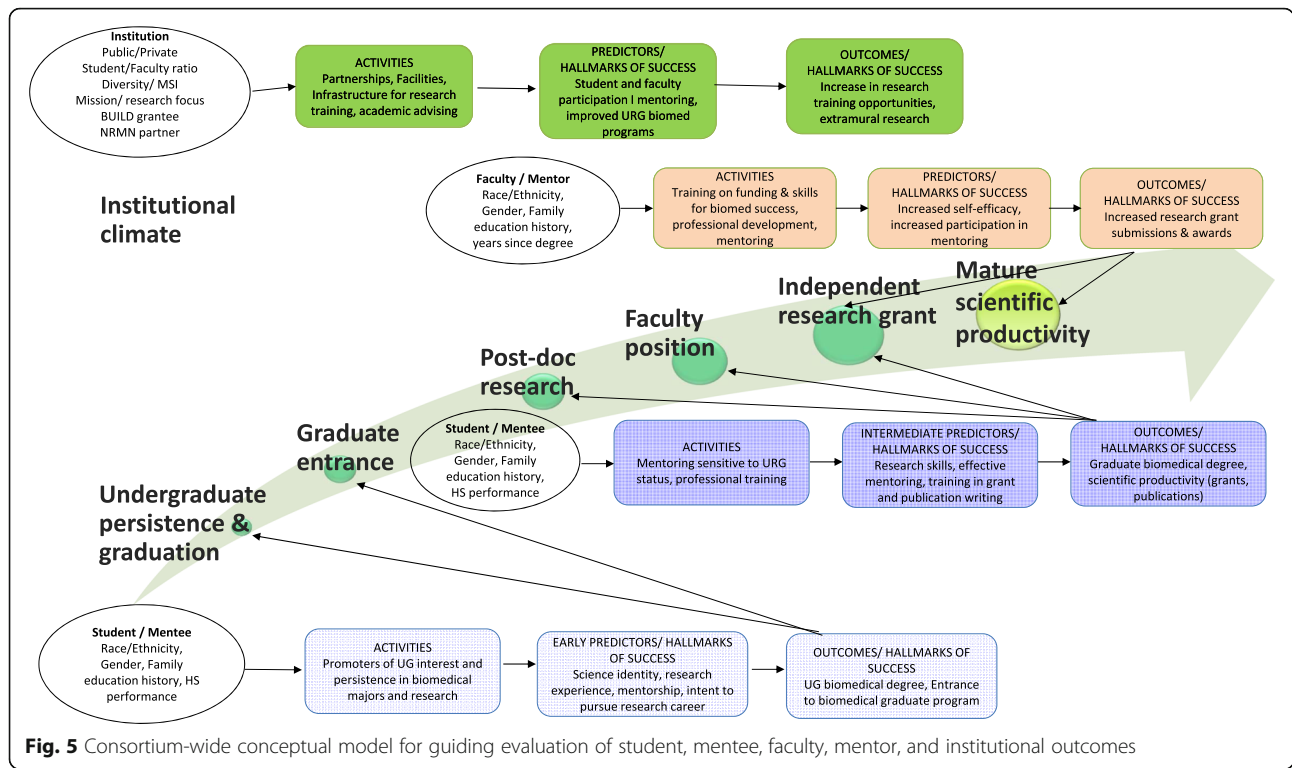 Institution
Public/Private
Student/Faculty ratio
Diversity/ MSI
Mission/ research focus
BUILD grantee
NRMN partner
ACTIVITIES
Partnerships, Facilities,
Infrastructure for research
training, academic advising
PREDICTORS/
HALLMARKS OF SUCCESS
Student and faculty
participation I mentoring,
improved URG biomed
programs
OUTCOMES/
HALLMARKS OF SUCCESS
Increase in research
training opportunities,
extramural research
Institutional
climate
Faculty / Mentor
Race/Ethnicity,
Gender, Family
education history,
years since degree
ACTIVITIES
Training on funding & skills
for biomed success,
professional development,
mentoring
PREDICTORS/
HALLMARKS OF SUCCESS
Increased self-efficacy,
increased participation in
mentoring
OUTCOMES/
HALLMARKS OF SUCCESS
Increased research grant
submissions & awards
Mature
scientific
productivity
Independent
research grant
Faculty
position
Post-doc
research
Graduate
entrance
Undergraduate
persistence &
graduation
Student / Mentee
Race/Ethnicity,
Gender, Family
education history,
HS performance
ACTIVITIES
Mentoring sensitive to URG
status, professional training
INTERMEDIATE PREDICTORS/
HALLMARKS OF SUCCESS
Research skills, effective
mentoring, training in grant
and publication writing
OUTCOMES/
HALLMARKS OF SUCCESS
Graduate biomedical degree,
scientific productivity (grants,
publications)
Student / Mentee
Race/Ethnicity,
Gender, Family
education history, HS
performance
ACTIVITIES
Promoters of UG interest and
persistence in biomedical
majors and research
EARLY PREDICTORS/ HALLMARKS
OF SUCCESS
Science identity, research
experience, mentorship, intent to
pursue research career
OUTCOMES/ HALLMARKS OF
SUCCESS
UG biomedical degree, Entrance
to biomedical graduate program
Fig. 5 Consortium-wide conceptual model for guiding evaluation of student, mentee, faculty, mentor, and institutional outcomes